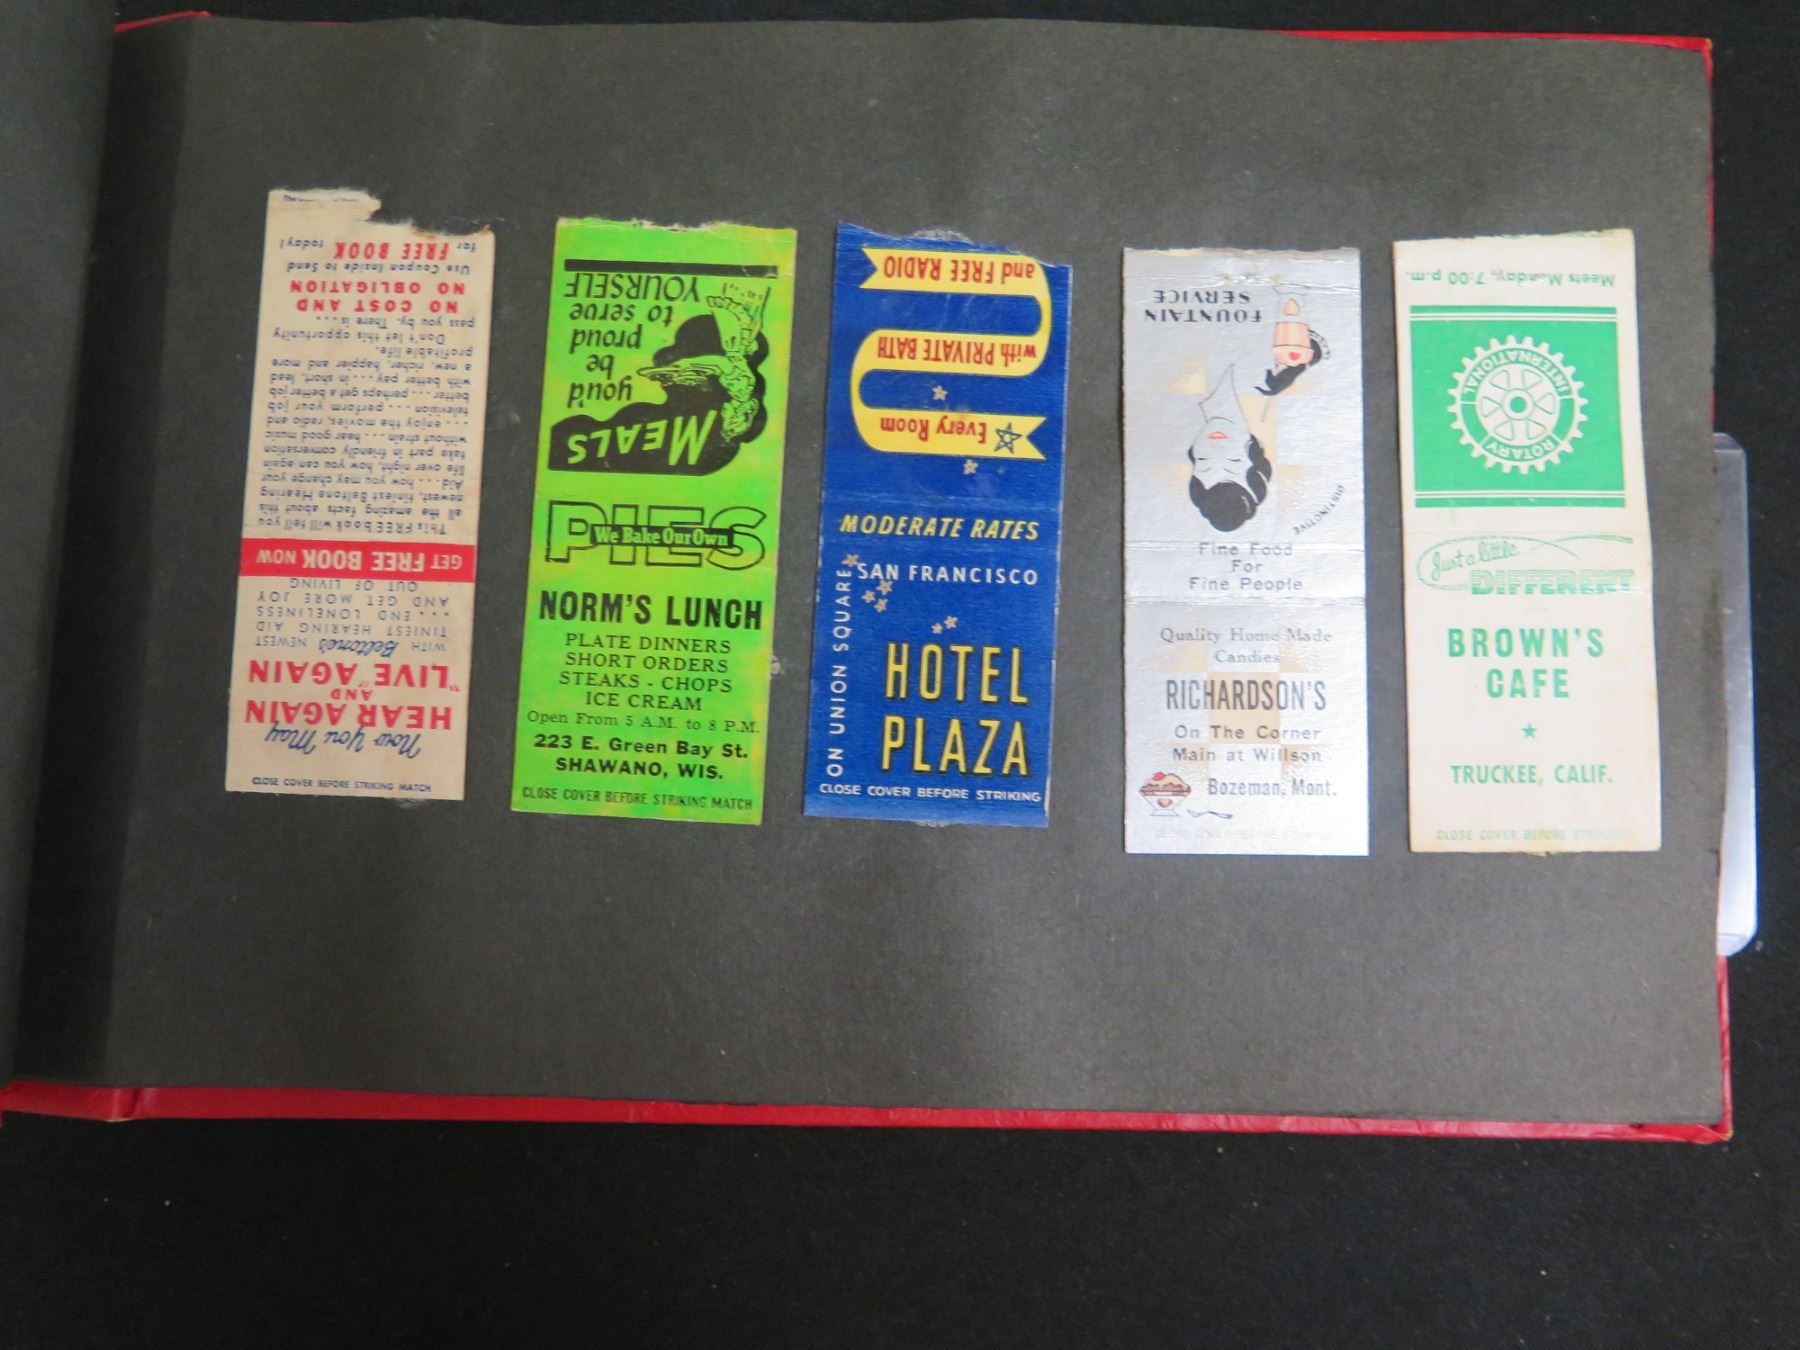 Now You May
HEAR AGAIN
AND
"LIVE" AGAIN
WITH Beltone's NEWEST
TINIEST HEARING AID
... END LONELINESS
AND GET MORE JOY
OUT OF LIVING
GET FREE BOOK NOW
This FREE book will tell you
all the amazing facts about this
newest, tiniest Beltone Hearing
Aid... how you may change your
life over night, how you can again
take part in friendly conversation
without strain ... hear good music
... enjoy the movies, radio and
television ... perform your job
better ... perhaps get a better job
with better pay .... in short, lead
a new, richer, happier and more
profitable life.
Don't let this opportunity
pass you by. There is ...
NO COST AND
NO OBLIGATION
Use Coupon Inside to Send
for FREE BOOK today!
CLOSE COVER BEFORE STRIKING MATCH
MEALS
you'd
be
proud
to serve
YOURSELF
PIES
We Bake Our Own
NORM'S LUNCH
PLATE DINNERS
SHORT ORDERS
STEAKS - CHOPS
ICE CREAM
Open From 5 A.M. to 8 P.M.
223 E. Green Bay St.
SHAWANO, WIS.
CLOSE COVER BEFORE STRIKING MATCH
Every Room
with PRIVATE BATH
and FREE RADIO
MODERATE RATES
SAN FRANCISCO
ON UNION SQUARE
HOTEL
PLAZA
CLOSE COVER BEFORE STRIKING
DISTINCTIVE
FOUNTAIN
SERVICE
Fine Food
For
Fine People
Quality Home Made
Candies
RICHARDSON'S
On The Corner
Main at Willson
Bozeman, Mont.
CLOSE COVER BEFORE STRIKING
ROTARY
INTERNATIONAL
Meets Monday, 7:00 p.m.
Just a little
DIFFERENT
BROWN'S
CAFE
TRUCKEE, CALIF.
CLOSE COVER BEFORE STRIKING